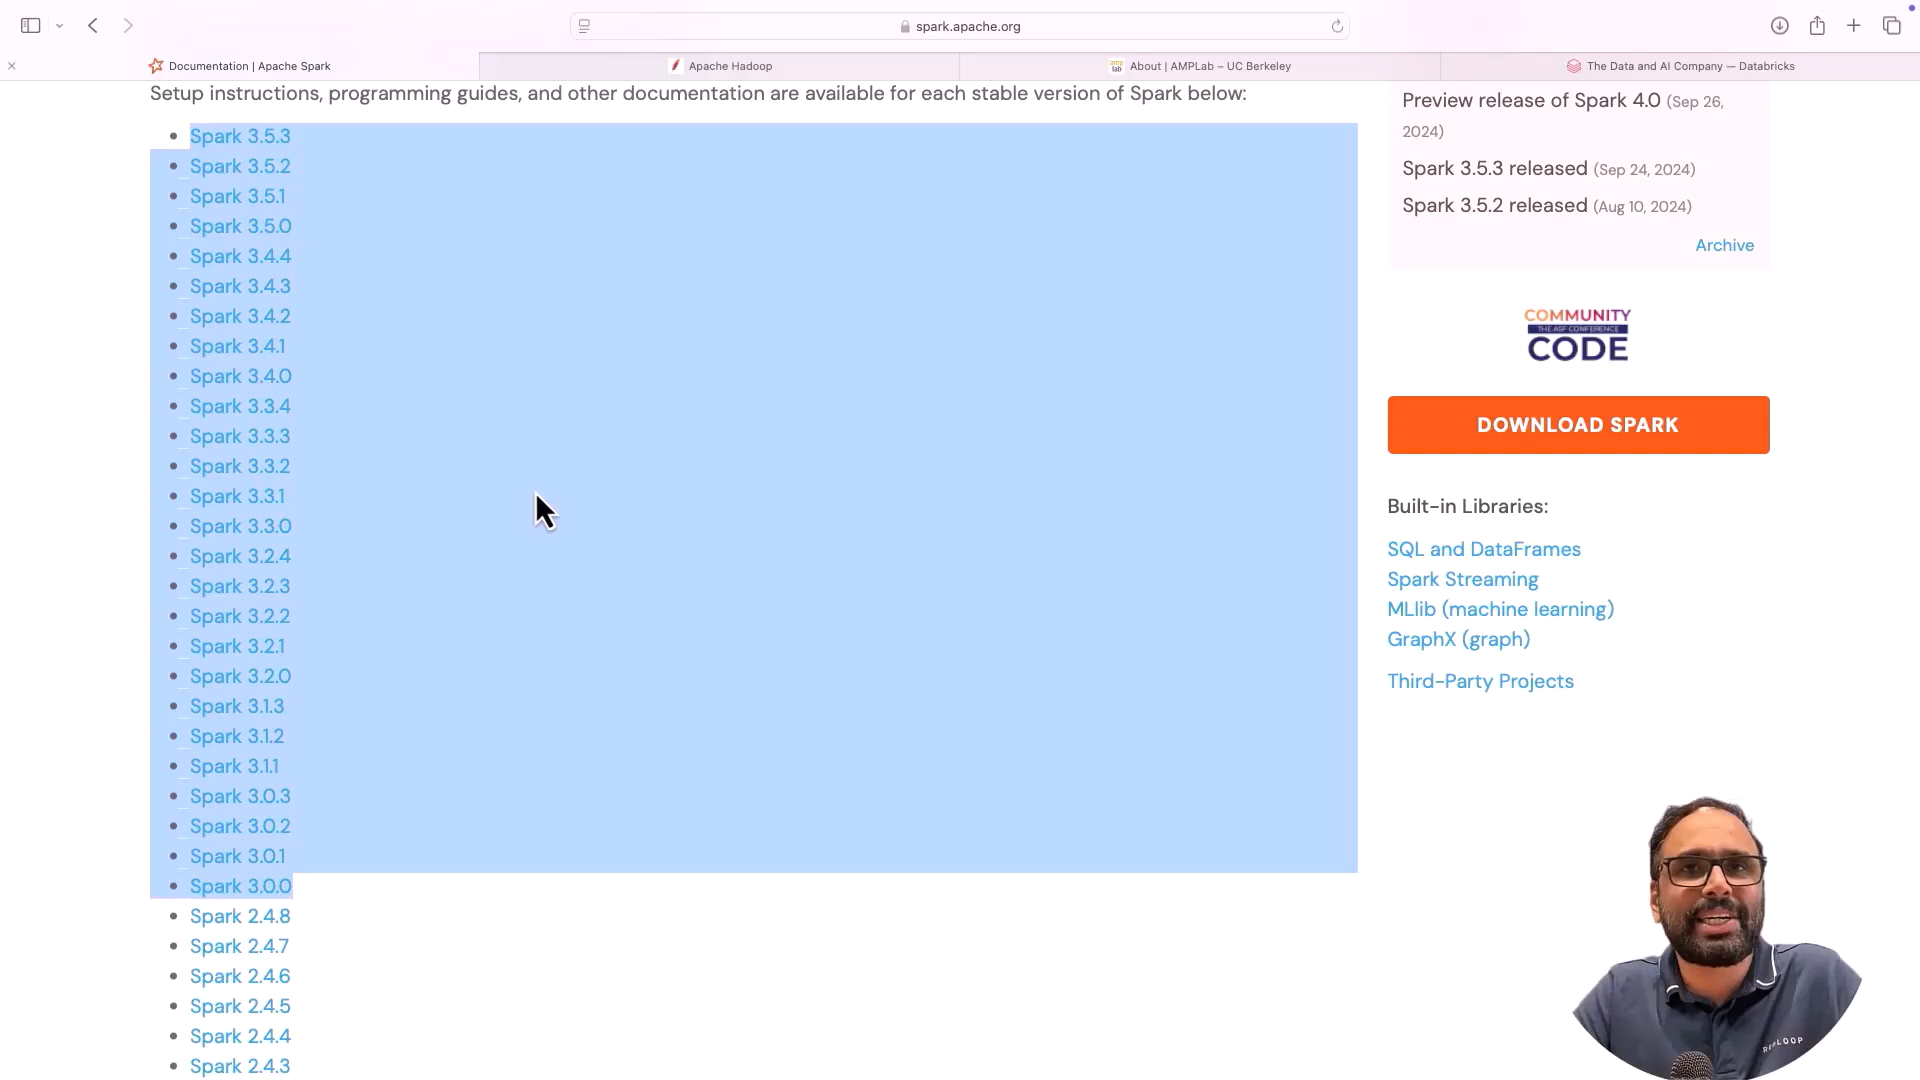 spark.apache.org
Documentation | Apache Spark
Apache Hadoop
amp lab
About | AMPLab – UC Berkeley
The Data and AI Company — Databricks
Setup instructions, programming guides, and other documentation are available for each stable version of Spark below:
Spark 3.5.3
Spark 3.5.2
Spark 3.5.1
Spark 3.5.0
Spark 3.4.4
Spark 3.4.3
Spark 3.4.2
Spark 3.4.1
Spark 3.4.0
Spark 3.3.4
Spark 3.3.3
Spark 3.3.2
Spark 3.3.1
Spark 3.3.0
Spark 3.2.4
Spark 3.2.3
Spark 3.2.2
Spark 3.2.1
Spark 3.2.0
Spark 3.1.3
Spark 3.1.2
Spark 3.1.1
Spark 3.0.3
Spark 3.0.2
Spark 3.0.1
Spark 3.0.0
Spark 2.4.8
Spark 2.4.7
Spark 2.4.6
Spark 2.4.5
Spark 2.4.4
Spark 2.4.3
Preview release of Spark 4.0 (Sep 26,
2024)
Spark 3.5.3 released (Sep 24, 2024)
Spark 3.5.2 released (Aug 10, 2024)
Archive
COMMUNITY
THE ASF CONFERENCE
CODE
DOWNLOAD SPARK
Built-in Libraries:
SQL and DataFrames
Spark Streaming
MLlib (machine learning)
GraphX (graph)
Third-Party Projects